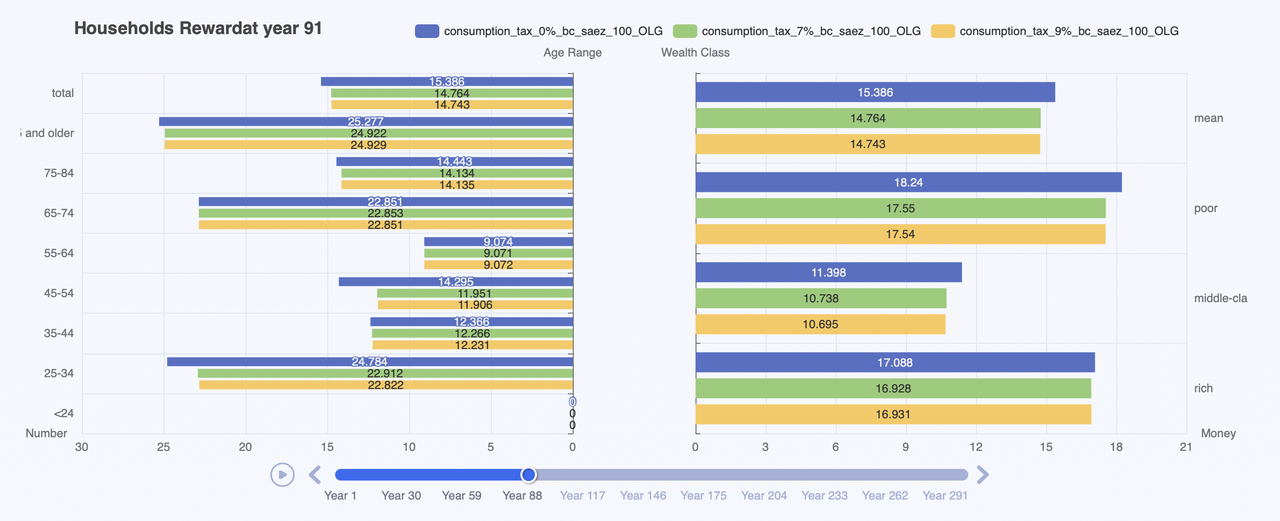 Households Rewardat year 91
consumption_tax_0%_bc_saez_100_OLG
consumption_tax_7%_bc_saez_100_OLG
consumption_tax_9%_bc_saez_100_OLG
Age Range
Wealth Class
total
15.386
14.764
14.743
and older
25.277
24.922
24.929
75-84
14.443
14.134
14.135
65-74
22.851
22.853
22.851
55-64
9.074
9.071
9.072
45-54
14.295
11.951
11.906
35-44
12.366
12.266
12.231
25-34
24.784
22.912
22.822
<24
0
0
0
Number
30 25 20 15 10 5 0
15.386
14.764
14.743
mean
18.24
17.55
17.54
poor
11.398
10.738
10.695
middle-cla
17.088
16.928
16.931
rich
Money
0 3 6 9 12 15 18 21
Year 1 Year 30 Year 59 Year 88 Year 117 Year 146 Year 175 Year 204 Year 233 Year 262 Year 291